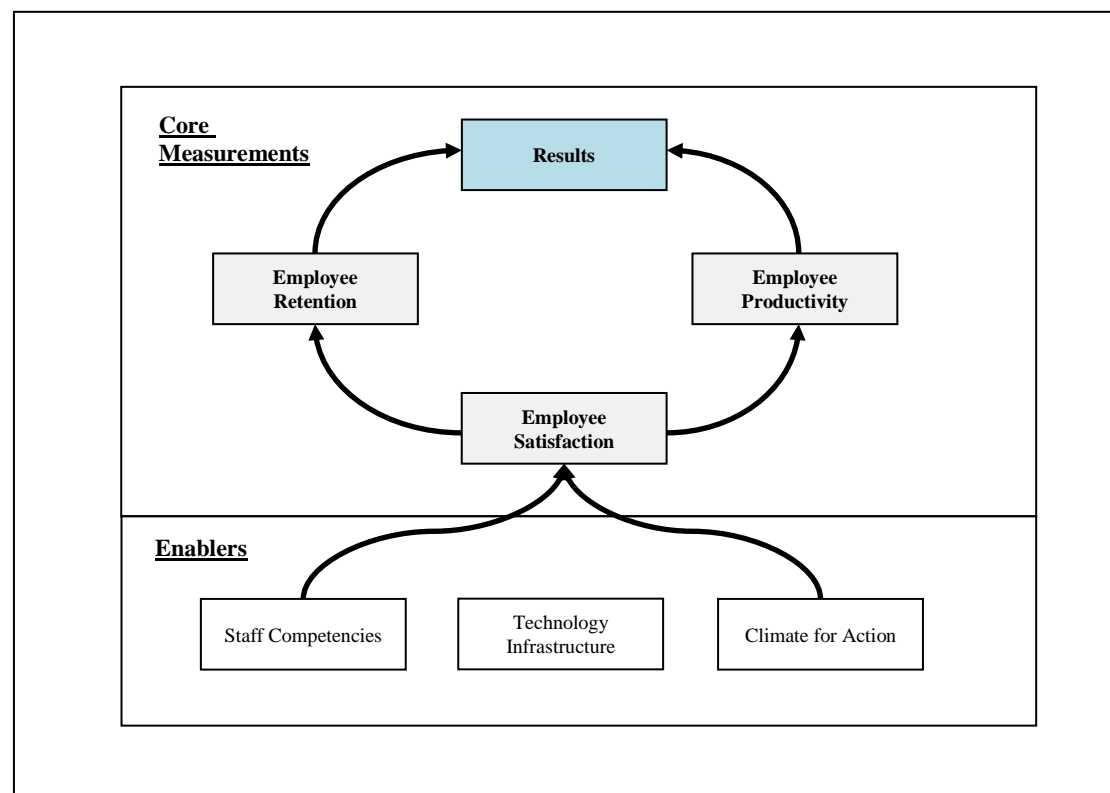 Core
Measurements
Results
Employee
Retention
Employee
Productivity
Employee
Satisfaction
Enablers
Staff Competencies
Technology
Infrastructure
Climate for Action